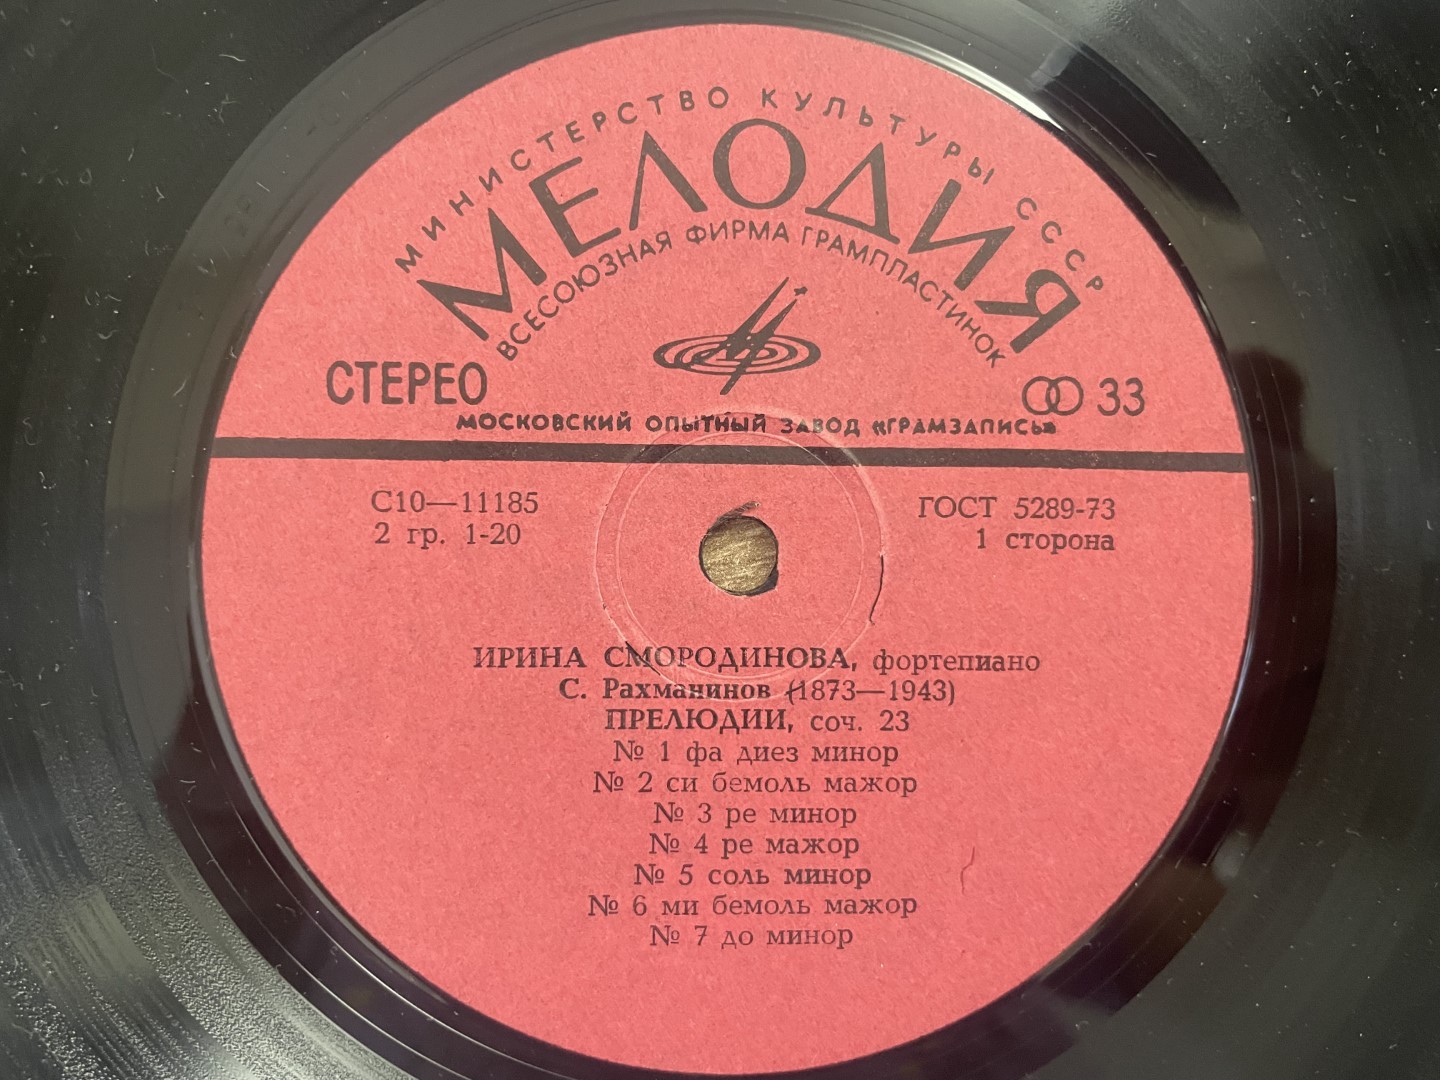 МИНИСТЕРСТВО КУЛЬТУРЫ СССР
МЕЛОДИЯ
ВСЕСОЮЗНАЯ ФИРМА ГРАМПЛАСТИНОК
СТЕРЕО 33
МОСКОВСКИЙ ОПЫТНЫЙ ЗАВОД «ГРАМЗАПИСЬ»
С10—11185 ГОСТ 5289-73
2 гр. 1-20 1 сторона
ИРИНА СМОРОДИНОВА, фортепиано
С. Рахманинов (1873—1943)
ПРЕЛЮДИИ, соч. 23
№ 1 фа диез минор
№ 2 си бемоль мажор
№ 3 ре минор
№ 4 ре мажор
№ 5 соль минор
№ 6 ми бемоль мажор
№ 7 до минор